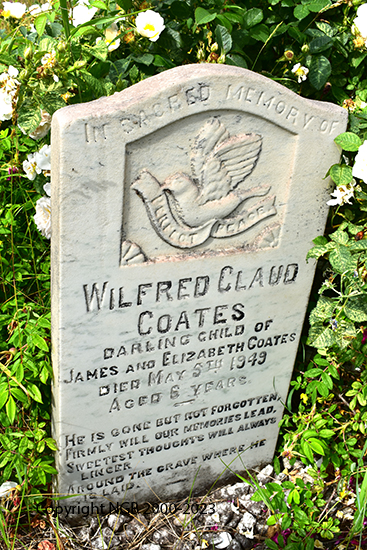 IN SACRED MEMORY OF
IN PERFECT PEACE
WILFRED CLAUD
COATES
DARLING CHILD OF
JAMES AND ELIZABETH COATES
DIED MAY 5TH 1949
AGED 6 YEARS.
HE IS GONE BUT NOT FORGOTTEN,
FIRMLY WILL OUR MEMORIES LEAD,
SWEETEST THOUGHTS WILL ALWAYS
LINGER
AROUND THE GRAVE WHERE HE
IS LAID.
Copyright NSGR 2000-2023